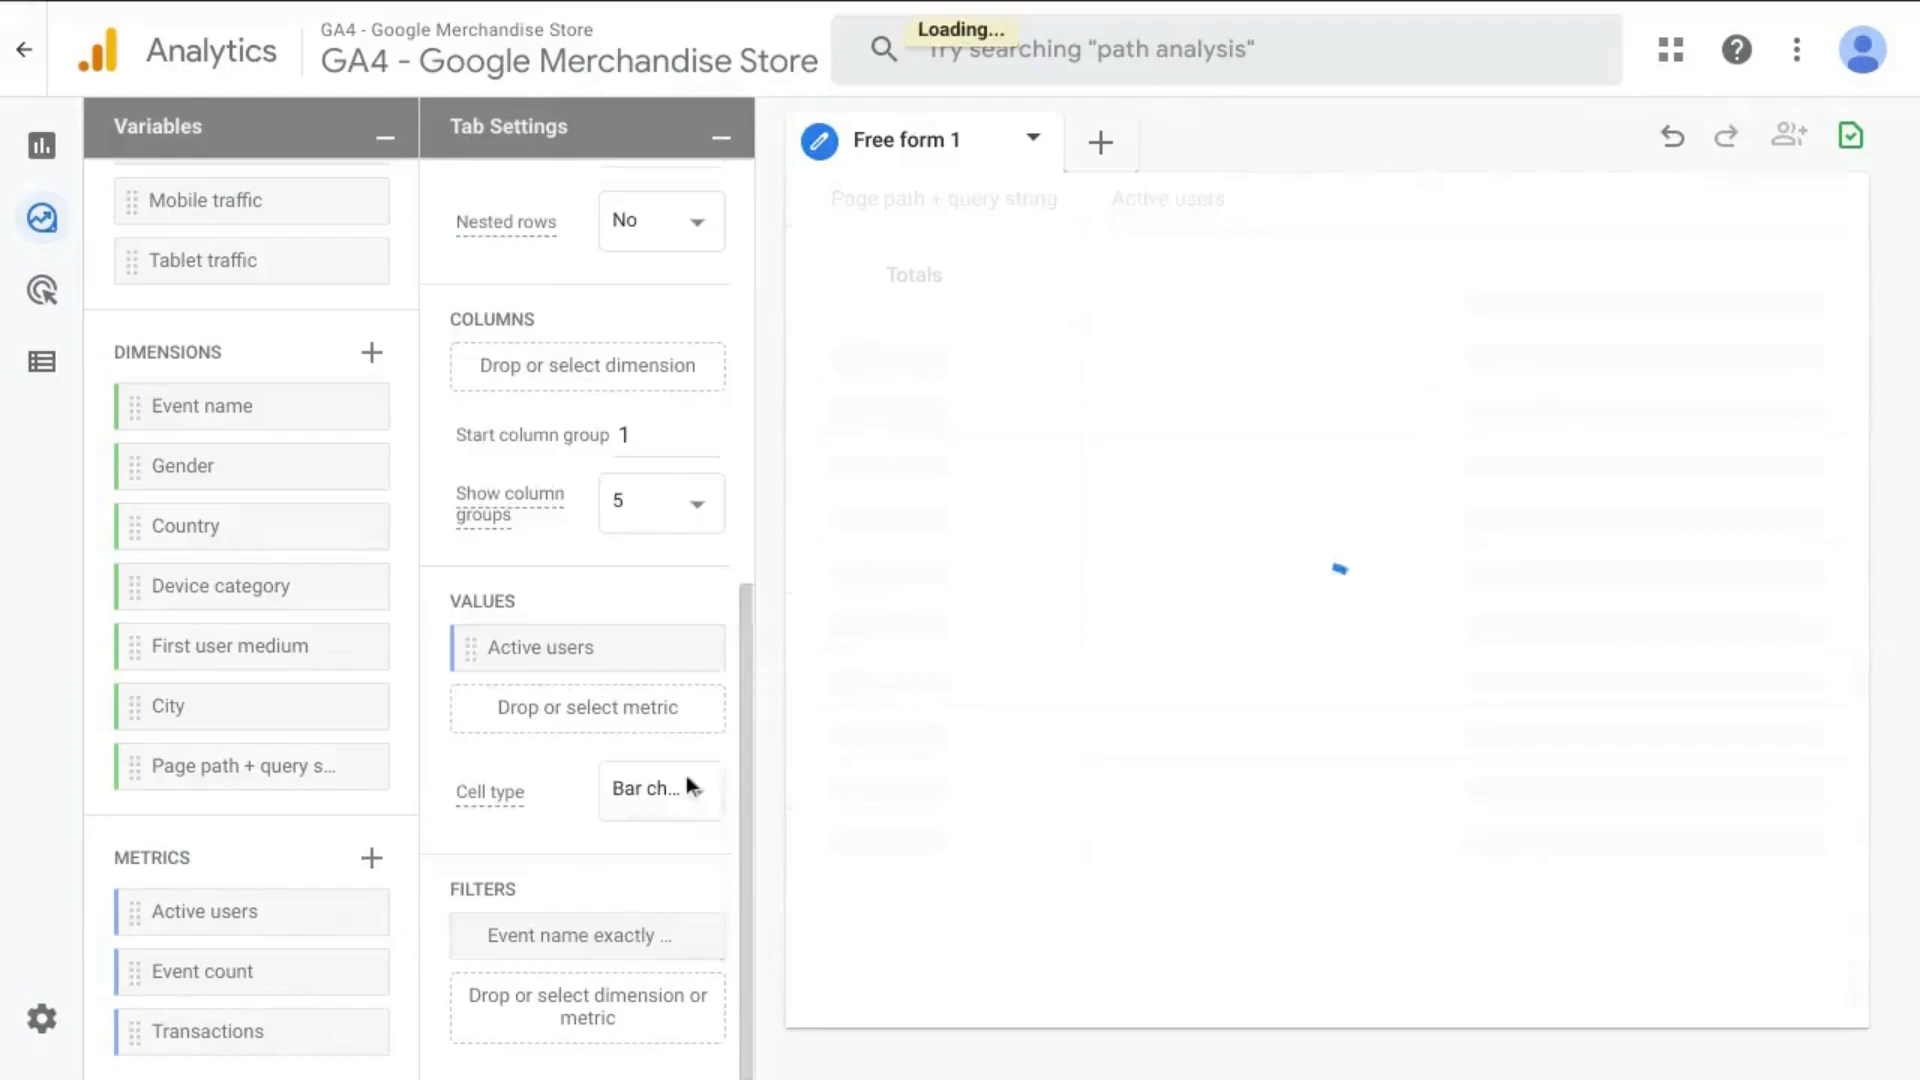 Analytics
GA4 - Google Merchandise Store
GA4 - Google Merchandise Store
Loading...
Try searching "path analysis"
Variables
Mobile traffic
Tablet traffic
DIMENSIONS
Event name
Gender
Country
Device category
First user medium
City
Page path + query s...
METRICS
Active users
Event count
Transactions
Tab Settings
Nested rows
No
COLUMNS
Drop or select dimension
Start column group 1
Show column
groups
5
VALUES
Active users
Drop or select metric
Cell type
Bar ch...
FILTERS
Event name exactly ...
Drop or select dimension or
metric
Free form 1
Page path + query string
Active users
Totals